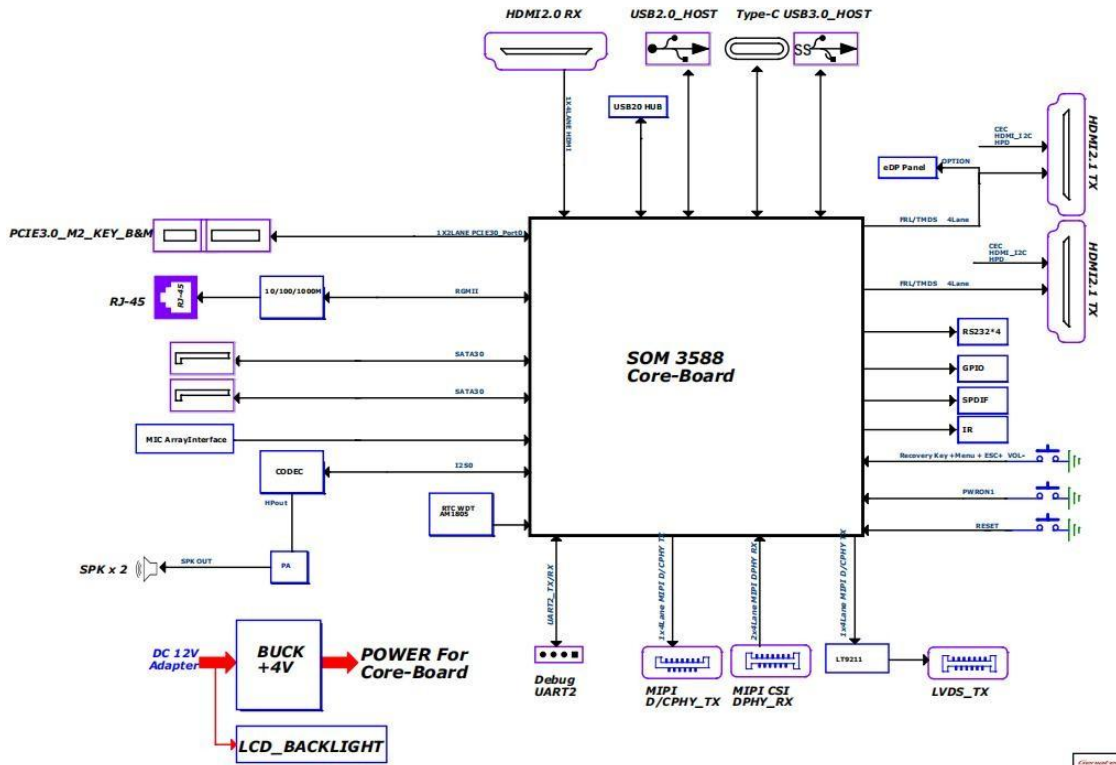 HDMI2.0 RX
USB2.0_HOST
Type-C USB3.0_HOST
SS
1X4LANE HDMI
USB20 HUB
CEC
HDMI_I2C
HPD
eDP Panel
OPTION
HDMI2.1 TX
FRL/TMDS 4Lane
PCIE3.0_M2_KEY_B&M
1X2LANE PCIE30_Port0
CEC
HDMI_I2C
HPD
HDMI2.1 TX
FRL/TMDS 4Lane
RJ-45
RJ-45
10/100/1000M
RGMII
SOM 3588
Core-Board
RS232*4
GPIO
SPDIF
IR
SATA30
SATA30
MIC ArrayInterface
CODEC
I2S0
HPout
RTC WDT
AM1805
Recovery Key +Menu + ESC+ VOL-
PWRON1
RESET
SPK x 2
SPK OUT
PA
UART2_TX/RX
1x4Lane MIPI D/CPHY TX
2x4Lane MIPI DPHY RX
1x4Lane MIPI D/CPHY TX
DC 12V
Adapter
BUCK
+4V
POWER For
Core-Board
LCD_BACKLIGHT
Debug
UART2
MIPI
D/CPHY_TX
MIPI CSI
DPHY_RX
LT9211
LVDS_TX